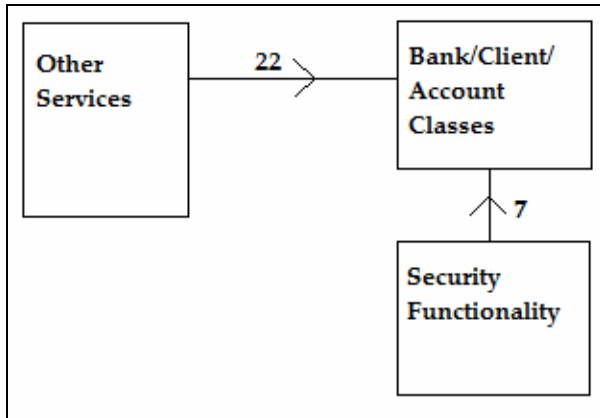 Other
Services
22
Bank/Client/
Account
Classes
7
Security
Functionality